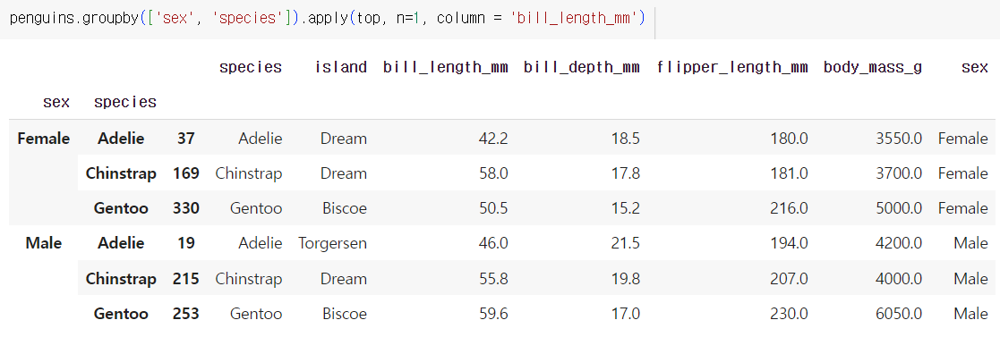 penguins.groupby(['sex', 'species']).apply(top, n=1, column = 'bill_length_mm')
species island bill_length_mm bill_depth_mm flipper_length_mm body_mass_g sex
sex species
Female Adelie 37 Adelie Dream 42.2 18.5 180.0 3550.0 Female
Chinstrap 169 Chinstrap Dream 58.0 17.8 181.0 3700.0 Female
Gentoo 330 Gentoo Biscoe 50.5 15.2 216.0 5000.0 Female
Male Adelie 19 Adelie Torgersen 46.0 21.5 194.0 4200.0 Male
Chinstrap 215 Chinstrap Dream 55.8 19.8 207.0 4000.0 Male
Gentoo 253 Gentoo Biscoe 59.6 17.0 230.0 6050.0 Male